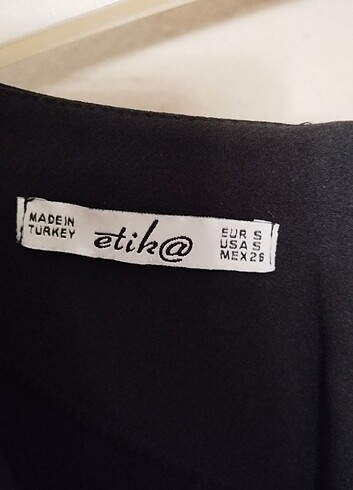 MADE IN
TURKEY
etik@
EUR S
USA S
MEX 26